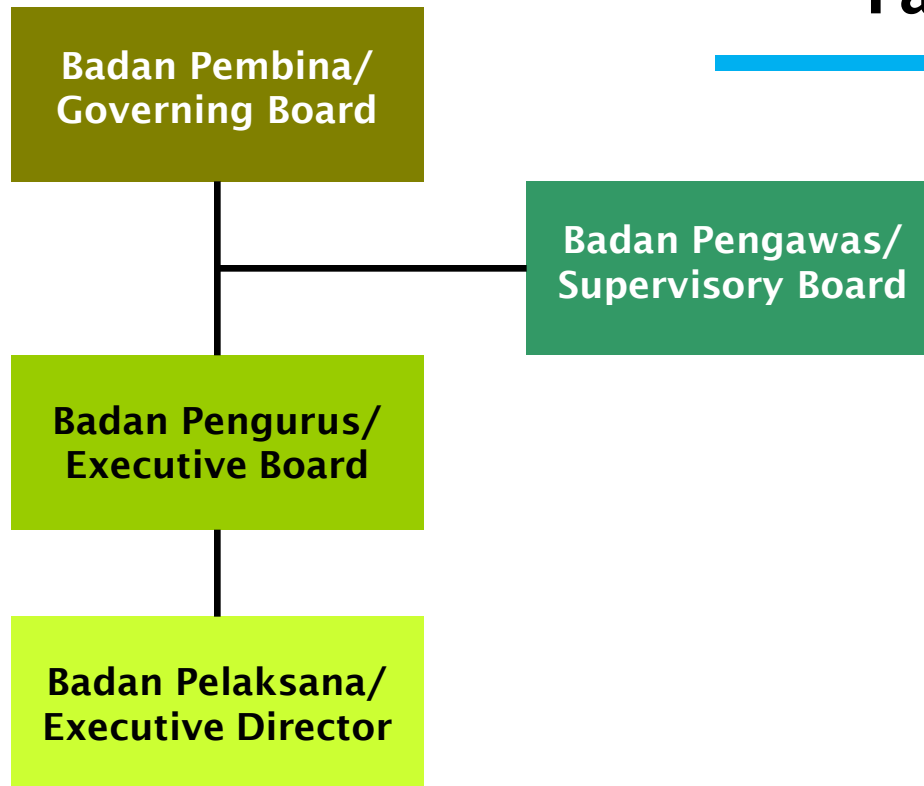 Badan Pembina/
Governing Board
Badan Pengawas/
Supervisory Board
Badan Pengurus/
Executive Board
Badan Pelaksana/
Executive Director